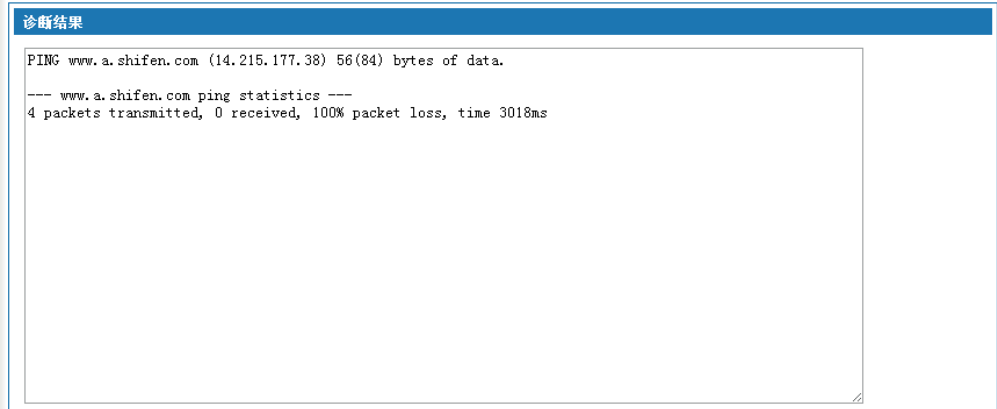 诊断结果
PING www.a.shifen.com (14.215.177.38) 56(84) bytes of data.
--- www.a.shifen.com ping statistics ---
4 packets transmitted, 0 received, 100% packet loss, time 3018ms